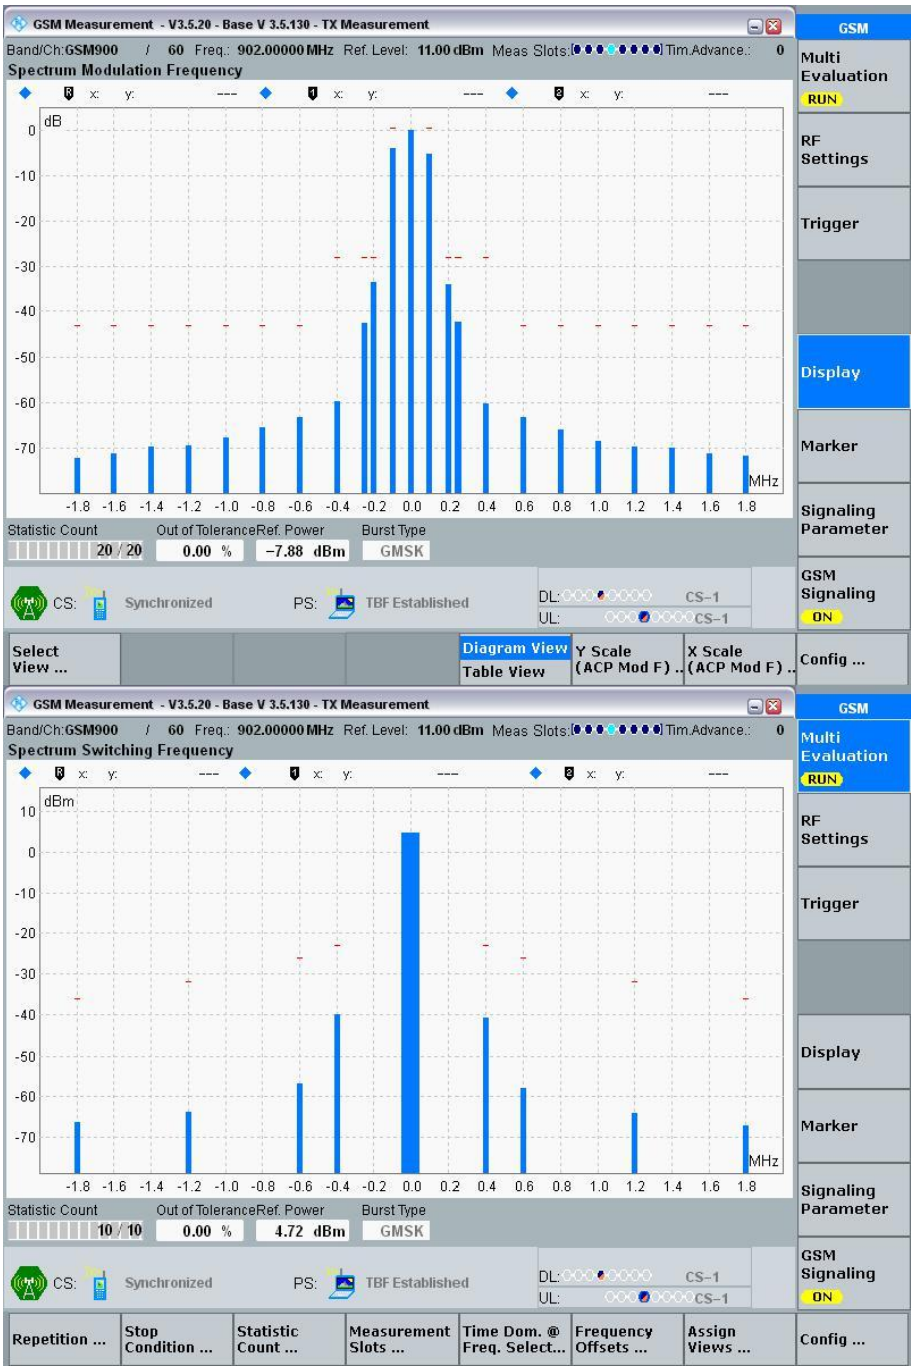 GSM Measurement - V3.5.20 - Base V 3.5.130 - TX Measurement
GSM
Band/Ch:GSM900 / 60 Freq.: 902.00000 MHz Ref. Level: 11.00 dBm Meas Slots: Tim.Advance.: 0
Spectrum Modulation Frequency
R x: y: --- 1 x: y: --- 2 x: y: ---
dB
0
-10
-20
-30
-40
-50
-60
-70
MHz
-1.8 -1.6 -1.4 -1.2 -1.0 -0.8 -0.6 -0.4 -0.2 0.0 0.2 0.4 0.6 0.8 1.0 1.2 1.4 1.6 1.8
Statistic Count Out of Tolerance Ref. Power Burst Type
20 / 20 0.00 % -7.88 dBm GMSK
CS: Synchronized PS: TBF Established
DL: CS-1
UL: CS-1
Multi
Evaluation
RUN
RF
Settings
Trigger
Display
Marker
Signaling
Parameter
GSM
Signaling
ON
Select
View ...
Diagram View
Table View
Y Scale
(ACP Mod F) ..
X Scale
(ACP Mod F) ..
Config ...
GSM Measurement - V3.5.20 - Base V 3.5.130 - TX Measurement
GSM
Band/Ch:GSM900 / 60 Freq.: 902.00000 MHz Ref. Level: 11.00 dBm Meas Slots: Tim.Advance.: 0
Spectrum Switching Frequency
R x: y: --- 1 x: y: --- 2 x: y: ---
dBm
10
0
-10
-20
-30
-40
-50
-60
-70
MHz
-1.8 -1.6 -1.4 -1.2 -1.0 -0.8 -0.6 -0.4 -0.2 0.0 0.2 0.4 0.6 0.8 1.0 1.2 1.4 1.6 1.8
Statistic Count Out of Tolerance Ref. Power Burst Type
10 / 10 0.00 % 4.72 dBm GMSK
CS: Synchronized PS: TBF Established
DL: CS-1
UL: CS-1
Multi
Evaluation
RUN
RF
Settings
Trigger
Display
Marker
Signaling
Parameter
GSM
Signaling
ON
Repetition ...
Stop
Condition ...
Statistic
Count ...
Measurement
Slots ...
Time Dom. @
Freq. Select...
Frequency
Offsets ...
Assign
Views ...
Config ...